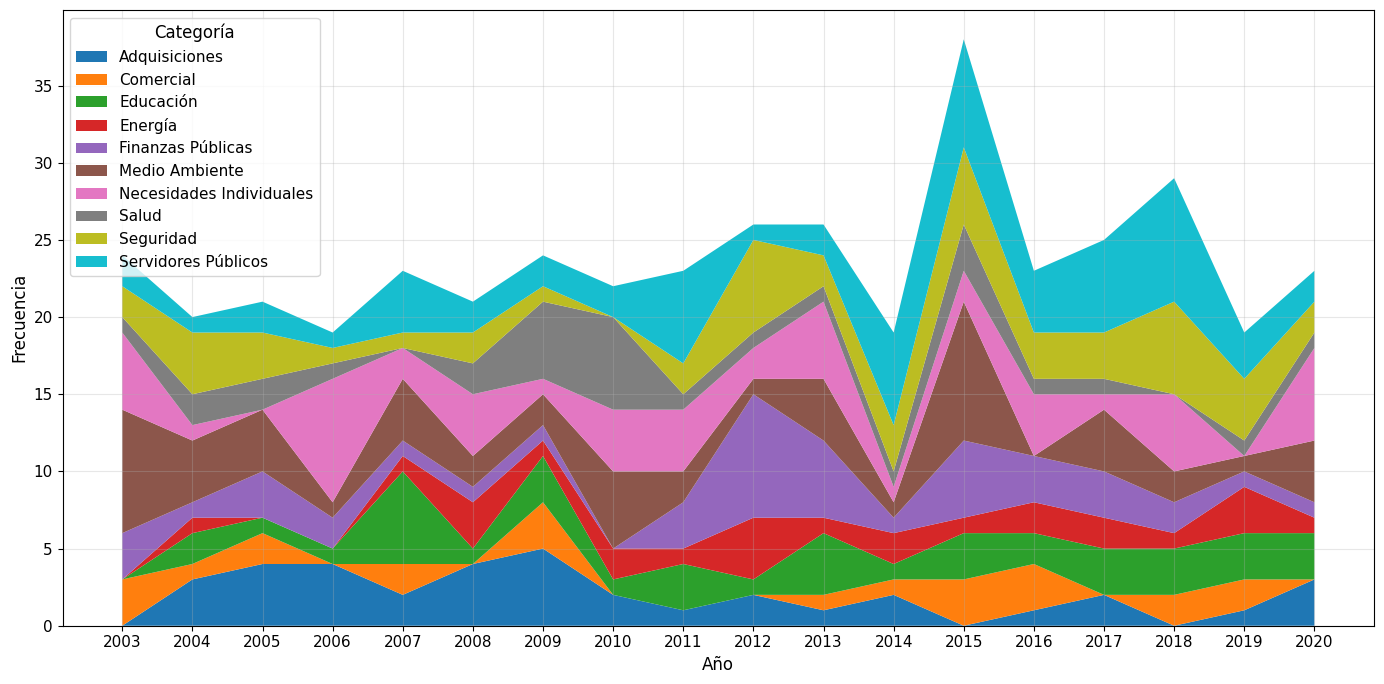 Categoría
Adquisiciones
Comercial
Educación
Energía
Finanzas Públicas
Medio Ambiente
Necesidades Individuales
Salud
Seguridad
Servidores Públicos
Frecuencia
35
30
25
20
15
10
5
0
2003 2004 2005 2006 2007 2008 2009 2010 2011 2012 2013 2014 2015 2016 2017 2018 2019 2020
Año